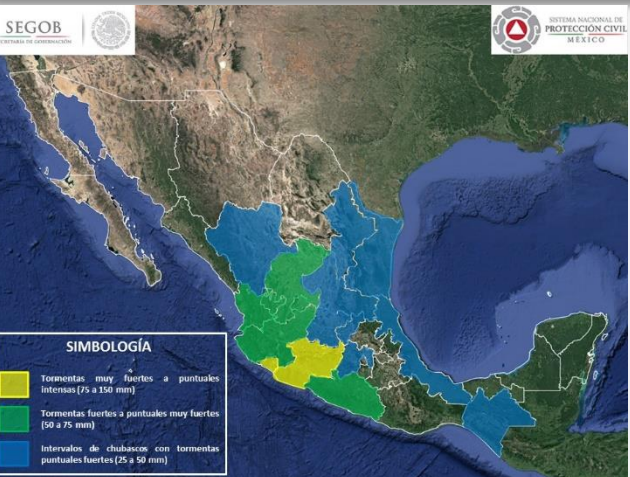 SEGOB
SECRETARÍA DE GOBERNACIÓN
SISTEMA NACIONAL DE
PROTECCIÓN CIVIL
MÉXICO
SIMBOLOGÍA
Tormentas muy fuertes a puntuales
intensas (75 a 150 mm)
Tormentas fuertes a puntuales muy fuertes
(50 a 75 mm)
Intervalos de chubascos con tormentas
puntuales fuertes (25 a 50 mm)